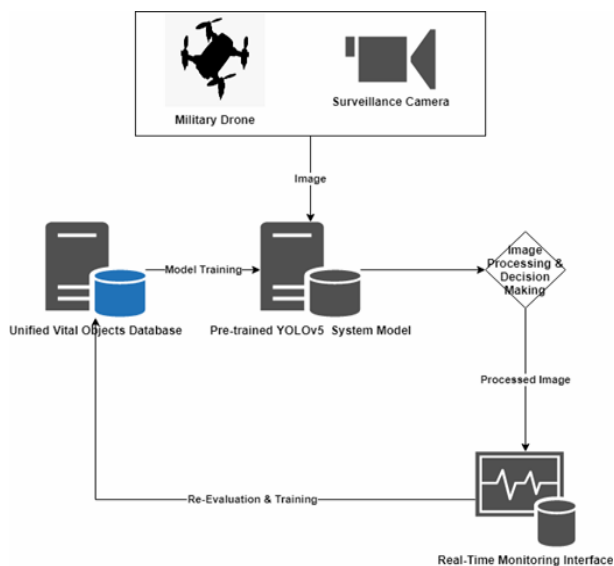 Military Drone
Surveillance Camera
Image
Model Training
Image
Processing &
Decision
Making
Unified Vital Objects Database
Pre-trained YOLOv5 System Model
Processed Image
Re-Evaluation & Training
Real-Time Monitoring Interface